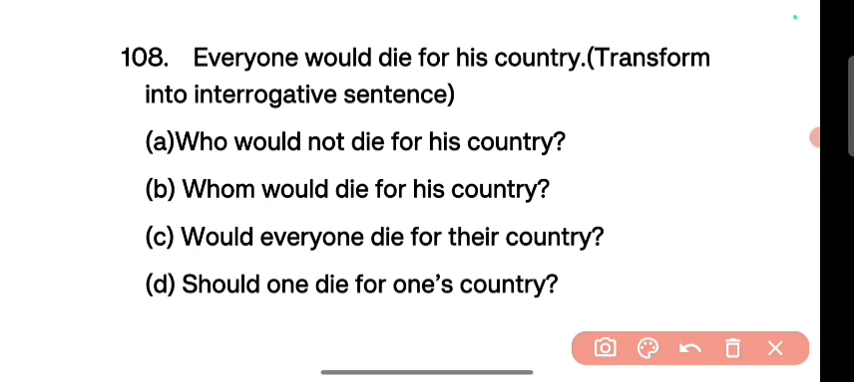 108. Everyone would die for his country.(Transform
into interrogative sentence)
(a)Who would not die for his country?
(b) Whom would die for his country?
(c) Would everyone die for their country?
(d) Should one die for one’s country?